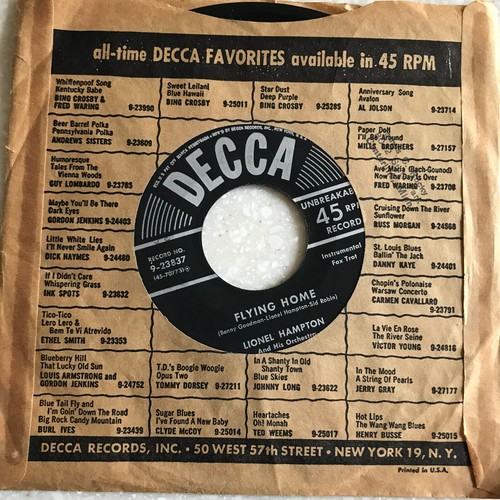 all-time DECCA FAVORITES available in 45 RPM
Whiffenpoof Song
Kentucky Babe
BING CROSBY &
FRED WARING 9-23990
Sweet Leilani
Blue Hawaii
BING CROSBY 9-25011
Star Dust
Deep Purple
BING CROSBY 9-25285
Anniversary Song
Avalon
AL JOLSON 9-23714
Beer Barrel Polka
Pennsylvania Polka
ANDREWS SISTERS 9-23609
Paper Doll
I'll Be Around
MILLS BROTHERS 9-27157
Humoresque
Tales From The
Vienna Woods
GUY LOMBARDO 9-23785
Ave Maria (Bach-Gounod)
Now The Day Is Over
FRED WARING 9-23708
Maybe You'll Be There
Dark Eyes
GORDON JENKINS 9-24403
Cruising Down The River
Sunflower
RUSS MORGAN 9-24568
Little White Lies
I'll Never Smile Again
DICK HAYMES 9-24480
St. Louis Blues
Ballin' The Jack
DANNY KAYE 9-24401
If I Didn't Care
Whispering Grass
INK SPOTS 9-23632
Chopin's Polonaise
Warsaw Concerto
CARMEN CAVALLARO
9-23791
Tico-Tico
Lero Lero &
Bem Te Vi Atrevido
ETHEL SMITH 9-23353
La Vie En Rose
The River Seine
VICTOR YOUNG 9-24816
Blueberry Hill
That Lucky Old Sun
LOUIS ARMSTRONG and
GORDON JENKINS 9-24752
T.D.'s Boogie Woogie
Opus Two
TOMMY DORSEY 9-27211
In A Shanty In Old
Shanty Town
Blue Skies
JOHNNY LONG 9-23622
In The Mood
A String Of Pearls
JERRY GRAY 9-27177
Blue Tail Fly and
I'm Goin' Down The Road
Big Rock Candy Mountain
BURL IVES 9-23439
Sugar Blues
I've Found A New Baby
CLYDE McCOY 9-25014
Heartaches
Oh! Monah
TED WEEMS 9-25017
Hot Lips
The Wang Wang Blues
HENRY BUSSE 9-25015
DECCA RECORDS, INC. • 50 WEST 57th STREET • NEW YORK 19, N. Y.
Printed in U.S.A.
DECCA
UNBREAKAB
45 RP
RECORD
RECORD NO.
9-23837
(45-70773)
Instrumental
Fox Trot
FLYING HOME
(Benny Goodman-Lionel Hampton-Sid Robin)
LIONEL HAMPTON
And His Orchestra